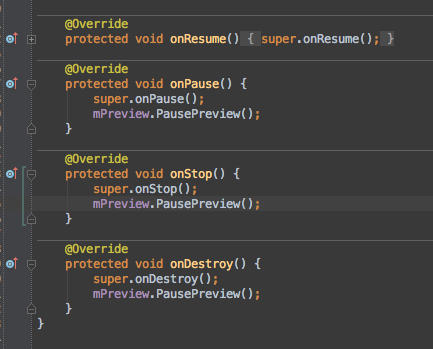 @Override
protected void onResume() { super.onResume(); }
@Override
protected void onPause() {
super.onPause();
mPreview.PausePreview();
}
@Override
protected void onStop() {
super.onStop();
mPreview.PausePreview();
}
@Override
protected void onDestroy() {
super.onDestroy();
mPreview.PausePreview();
}
}